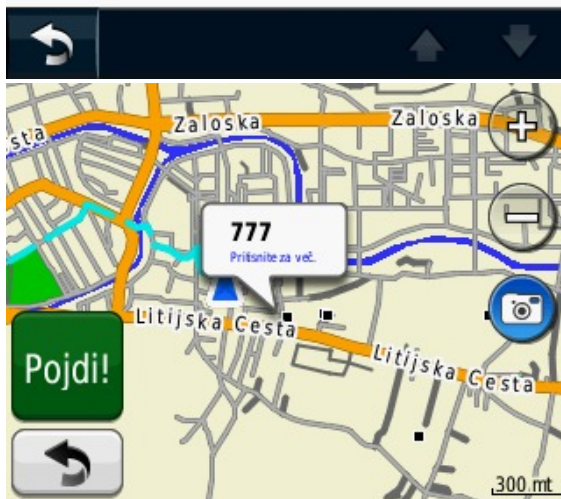 sta
Zaloska
Zaloska
777
Pritisnite za več.
Litijska Cesta
Litijska Cesta
Pojdi!
300 mt